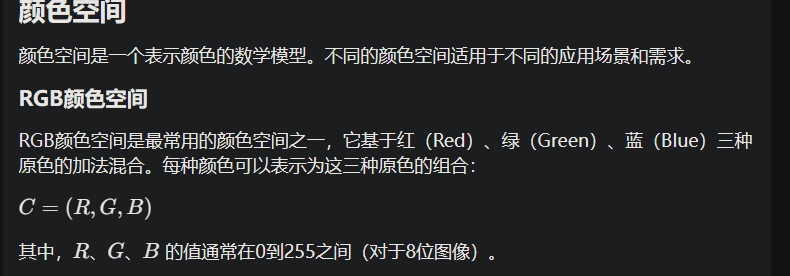 颜色空间
颜色空间是一个表示颜色的数学模型。不同的颜色空间适用于不同的应用场景和需求。
RGB颜色空间
RGB颜色空间是最常用的颜色空间之一，它基于红（Red）、绿（Green）、蓝（Blue）三种
原色的加法混合。每种颜色可以表示为这三种原色的组合：
C = (R, G, B)
其中，R、G、B 的值通常在0到255之间（对于8位图像）。